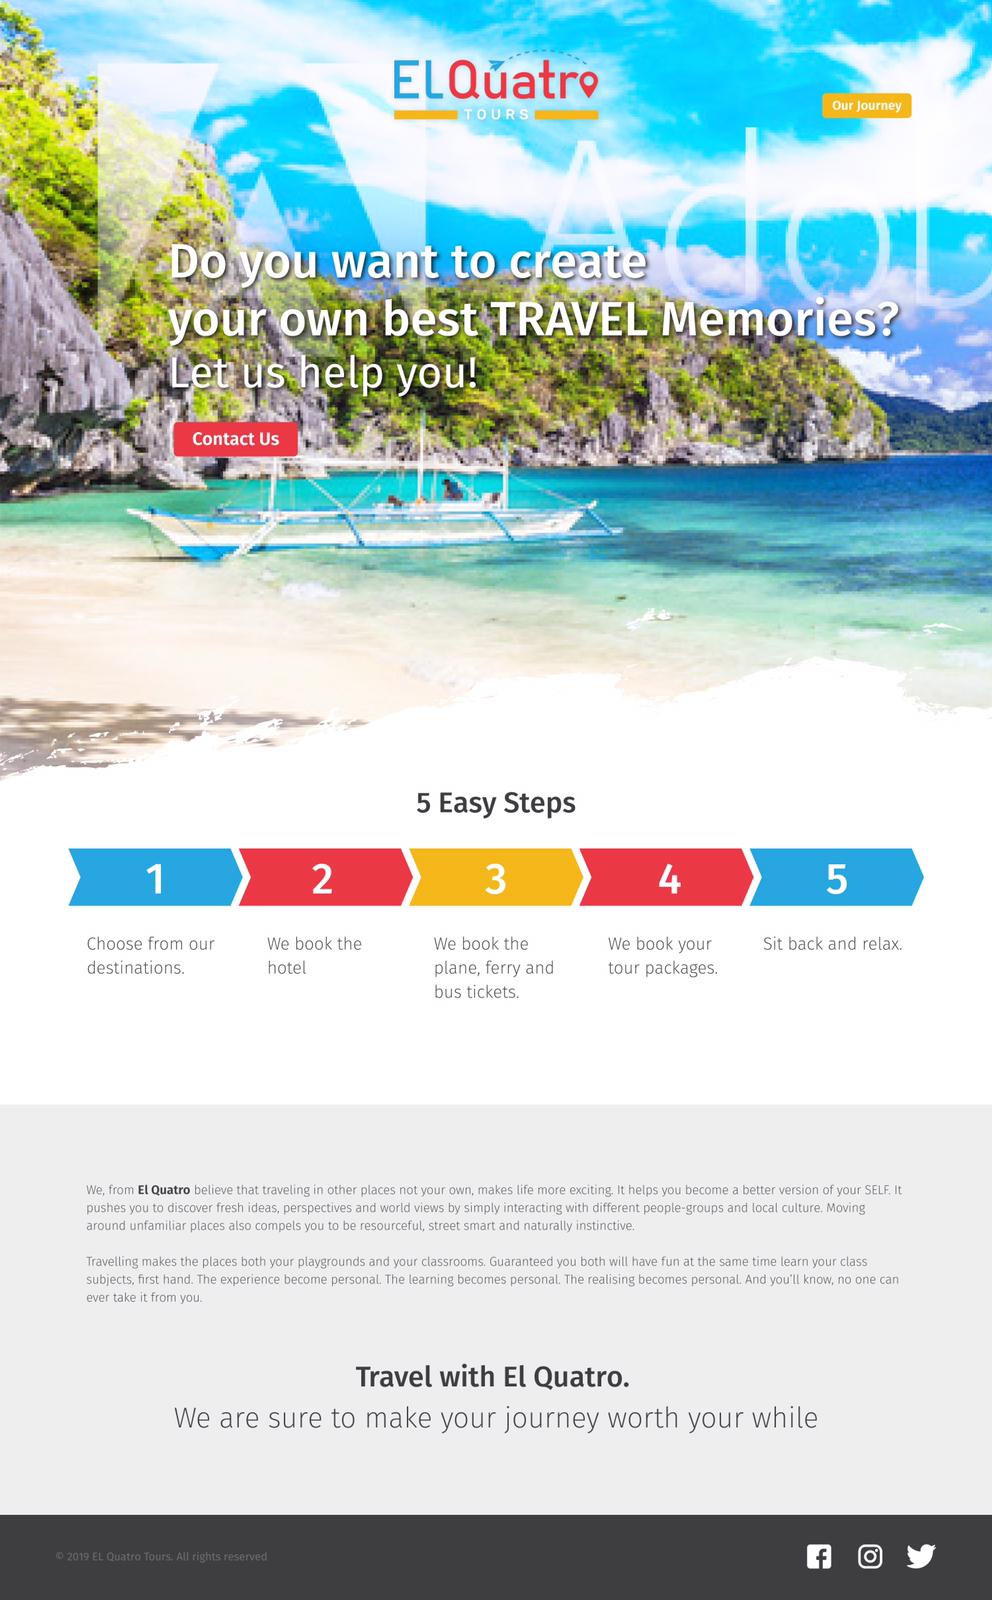 ELQuatro
TOURS
Our Journey
Adob
Do you want to create
your own best TRAVEL Memories?
Let us help you!
Contact Us
5 Easy Steps
1 2 3 4 5
Choose from our
destinations.
We book the
hotel
We book the
plane, ferry and
bus tickets.
We book your
tour packages.
Sit back and relax.
We, from El Quatro believe that traveling in other places not your own, makes life more exciting. It helps you become a better version of your SELF. It
pushes you to discover fresh ideas, perspectives and world views by simply interacting with different people-groups and local culture. Moving
around unfamiliar places also compels you to be resourceful, street smart and naturally instinctive.
Travelling makes the places both your playgrounds and your classrooms. Guaranteed you both will have fun at the same time learn your class
subjects, first hand. The experience become personal. The learning becomes personal. The realising becomes personal. And you'll know, no one can
ever take it from you.
Travel with El Quatro.
We are sure to make your journey worth your while
© 2019 EL Quatro Tours. All rights reserved